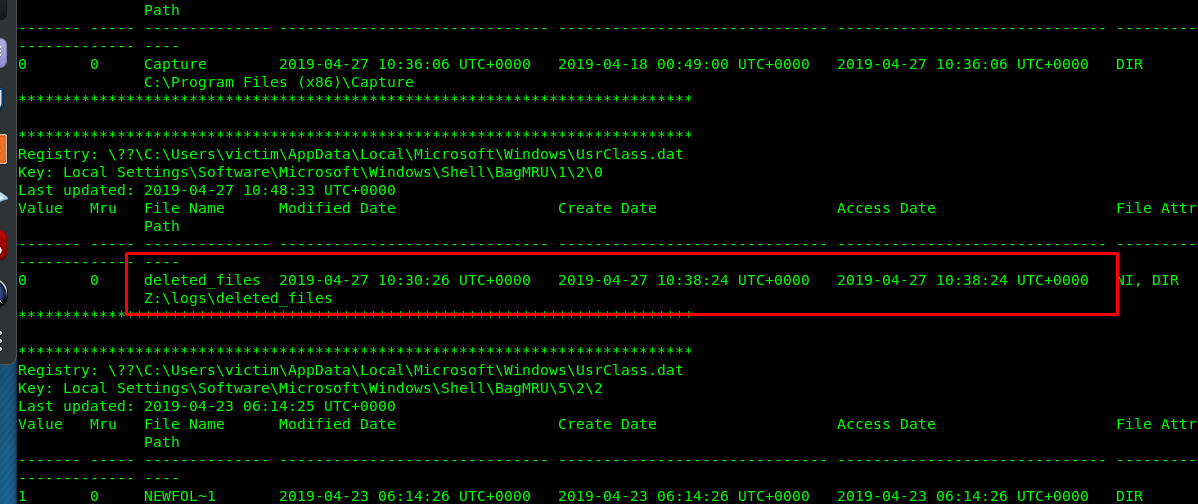 Path
------- ----- -------------- ------------------------------ ------------------------------ ------------------------------ ---------
------------- ----
0 0 Capture 2019-04-27 10:36:06 UTC+0000 2019-04-18 00:49:00 UTC+0000 2019-04-27 10:36:06 UTC+0000 DIR
C:\Program Files (x86)\Capture
***************************************************************************
***************************************************************************
Registry: \??\C:\Users\victim\AppData\Local\Microsoft\Windows\UsrClass.dat
Key: Local Settings\Software\Microsoft\Windows\Shell\BagMRU\1\2\0
Last updated: 2019-04-27 10:48:33 UTC+0000
Value Mru File Name Modified Date Create Date Access Date File Attr
Path
------- ----- -------------- ------------------------------ ------------------------------ ------------------------------ ---------
------------- ----
0 0 deleted_files 2019-04-27 10:30:26 UTC+0000 2019-04-27 10:38:24 UTC+0000 2019-04-27 10:38:24 UTC+0000 NI, DIR
Z:\logs\deleted_files
***************************************************************************
***************************************************************************
Registry: \??\C:\Users\victim\AppData\Local\Microsoft\Windows\UsrClass.dat
Key: Local Settings\Software\Microsoft\Windows\Shell\BagMRU\5\2\2
Last updated: 2019-04-23 06:14:25 UTC+0000
Value Mru File Name Modified Date Create Date Access Date File Attr
Path
------- ----- -------------- ------------------------------ ------------------------------ ------------------------------ ---------
------------- ----
1 0 NEWFOL~1 2019-04-23 06:14:26 UTC+0000 2019-04-23 06:14:26 UTC+0000 2019-04-23 06:14:26 UTC+0000 DIR